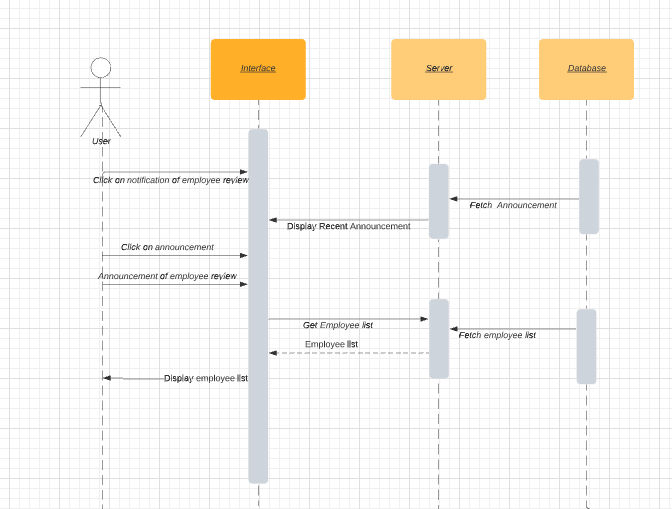 Interface
Server
Database
User
Click on notification of employee review
Fetch Announcement
Display Recent Announcement
Click on announcement
Announcement of employee review
Get Employee list
Fetch employee list
Employee list
Display employee list